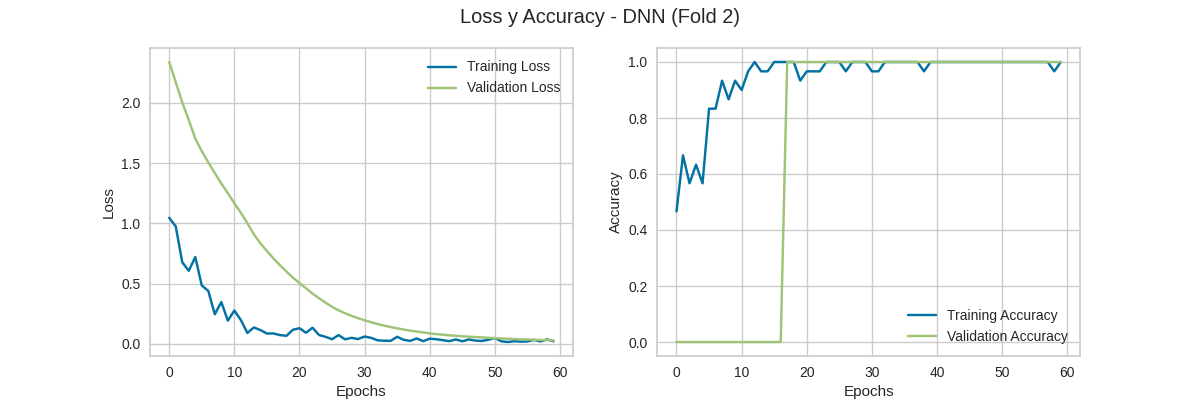 Loss y Accuracy - DNN (Fold 2)
Loss
2.0
1.5
1.0
0.5
0.0
0 10 20 30 40 50 60
Epochs
Training Loss
Validation Loss
Accuracy
1.0
0.8
0.6
0.4
0.2
0.0
0 10 20 30 40 50 60
Epochs
Training Accuracy
Validation Accuracy